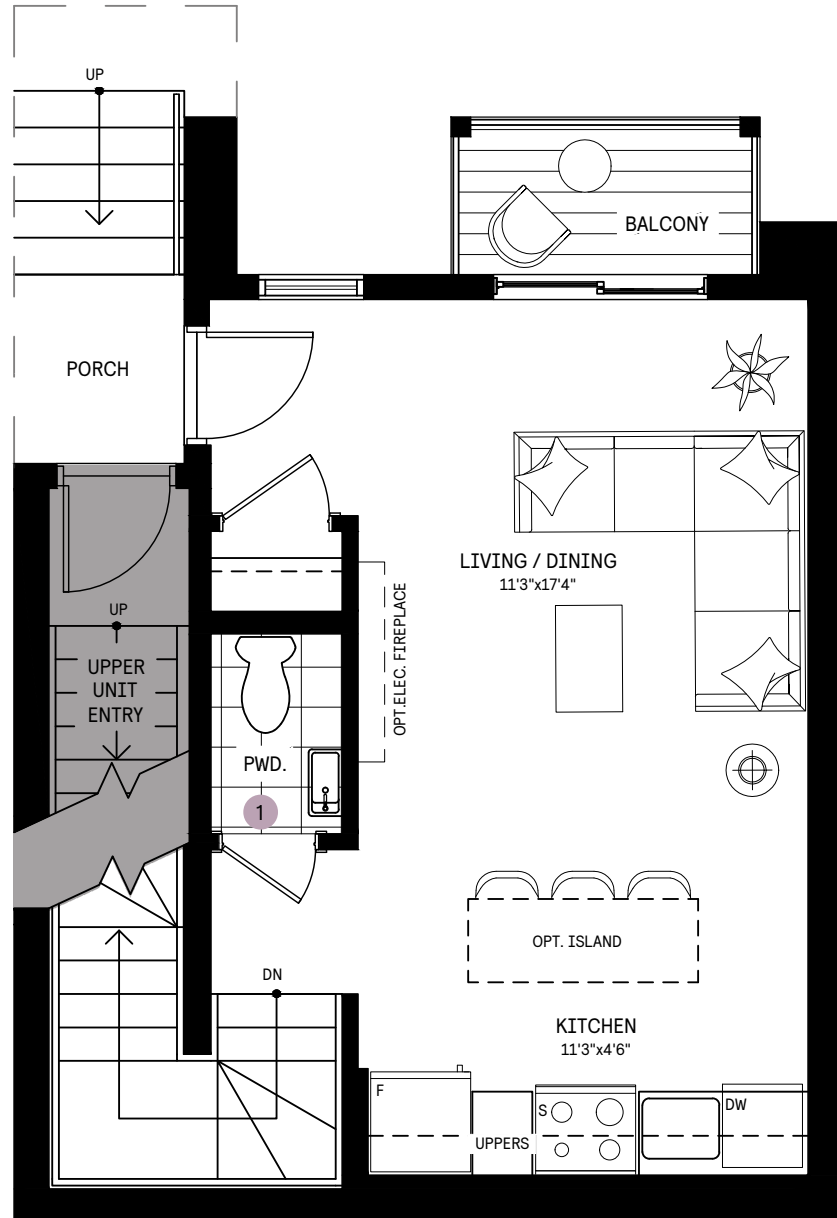 UP
BALCONY
PORCH
LIVING / DINING
11'3"x17'4"
OPT.ELEC. FIREPLACE
UP
UPPER
UNIT
ENTRY
PWD.
1
OPT. ISLAND
DN
KITCHEN
11'3"x4'6"
F
S
DW
UPPERS